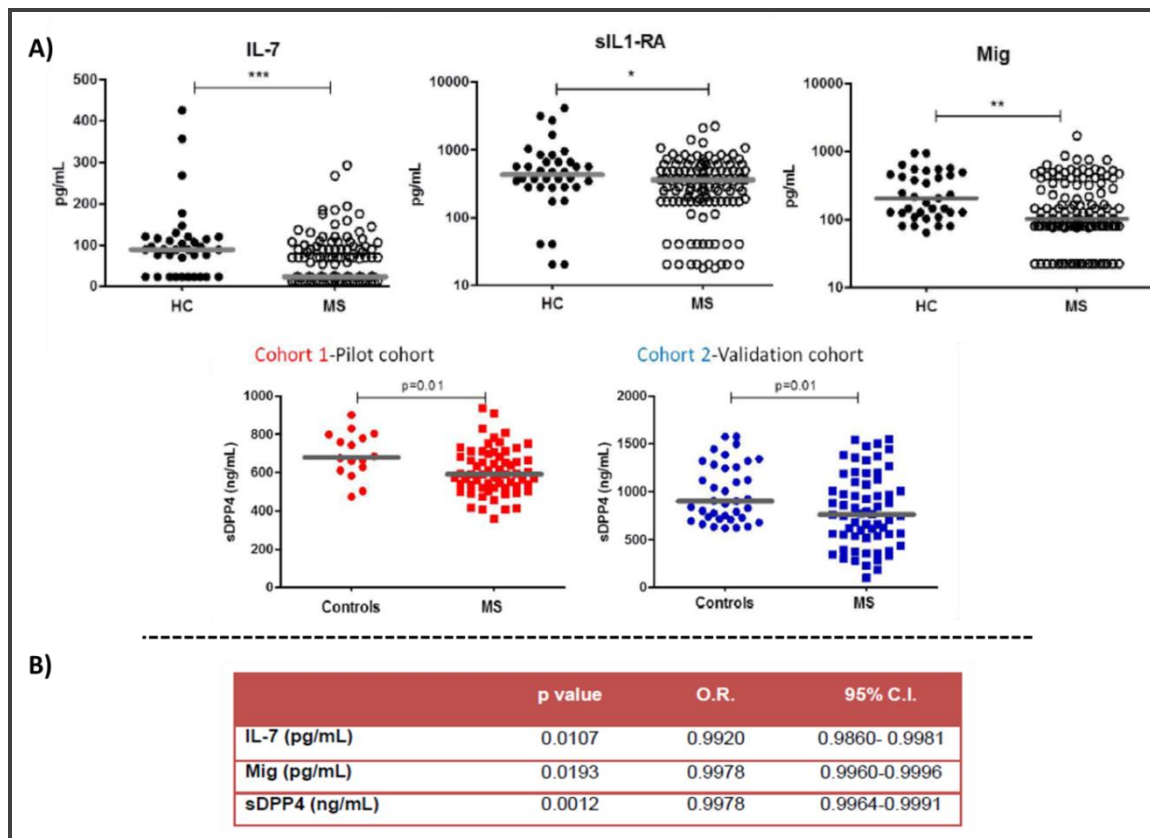 A)
IL-7
500
400
300
200
100
0
pg/mL
***
HC MS
sIL1-RA
10000
1000
100
10
pg/mL
*
HC MS
Mig
10000
1000
100
10
pg/mL
**
HC MS
Cohort 1-Pilot cohort
p=0.01
1000
800
600
400
200
0
sDPP4 (ng/mL)
Controls MS
Cohort 2-Validation cohort
p=0.01
2000
1500
1000
500
0
sDPP4 (ng/mL)
Controls MS
B)
p value O.R. 95% C.I.
IL-7 (pg/mL) 0.0107 0.9920 0.9860- 0.9981
Mig (pg/mL) 0.0193 0.9978 0.9960-0.9996
sDPP4 (ng/mL) 0.0012 0.9978 0.9964-0.9991